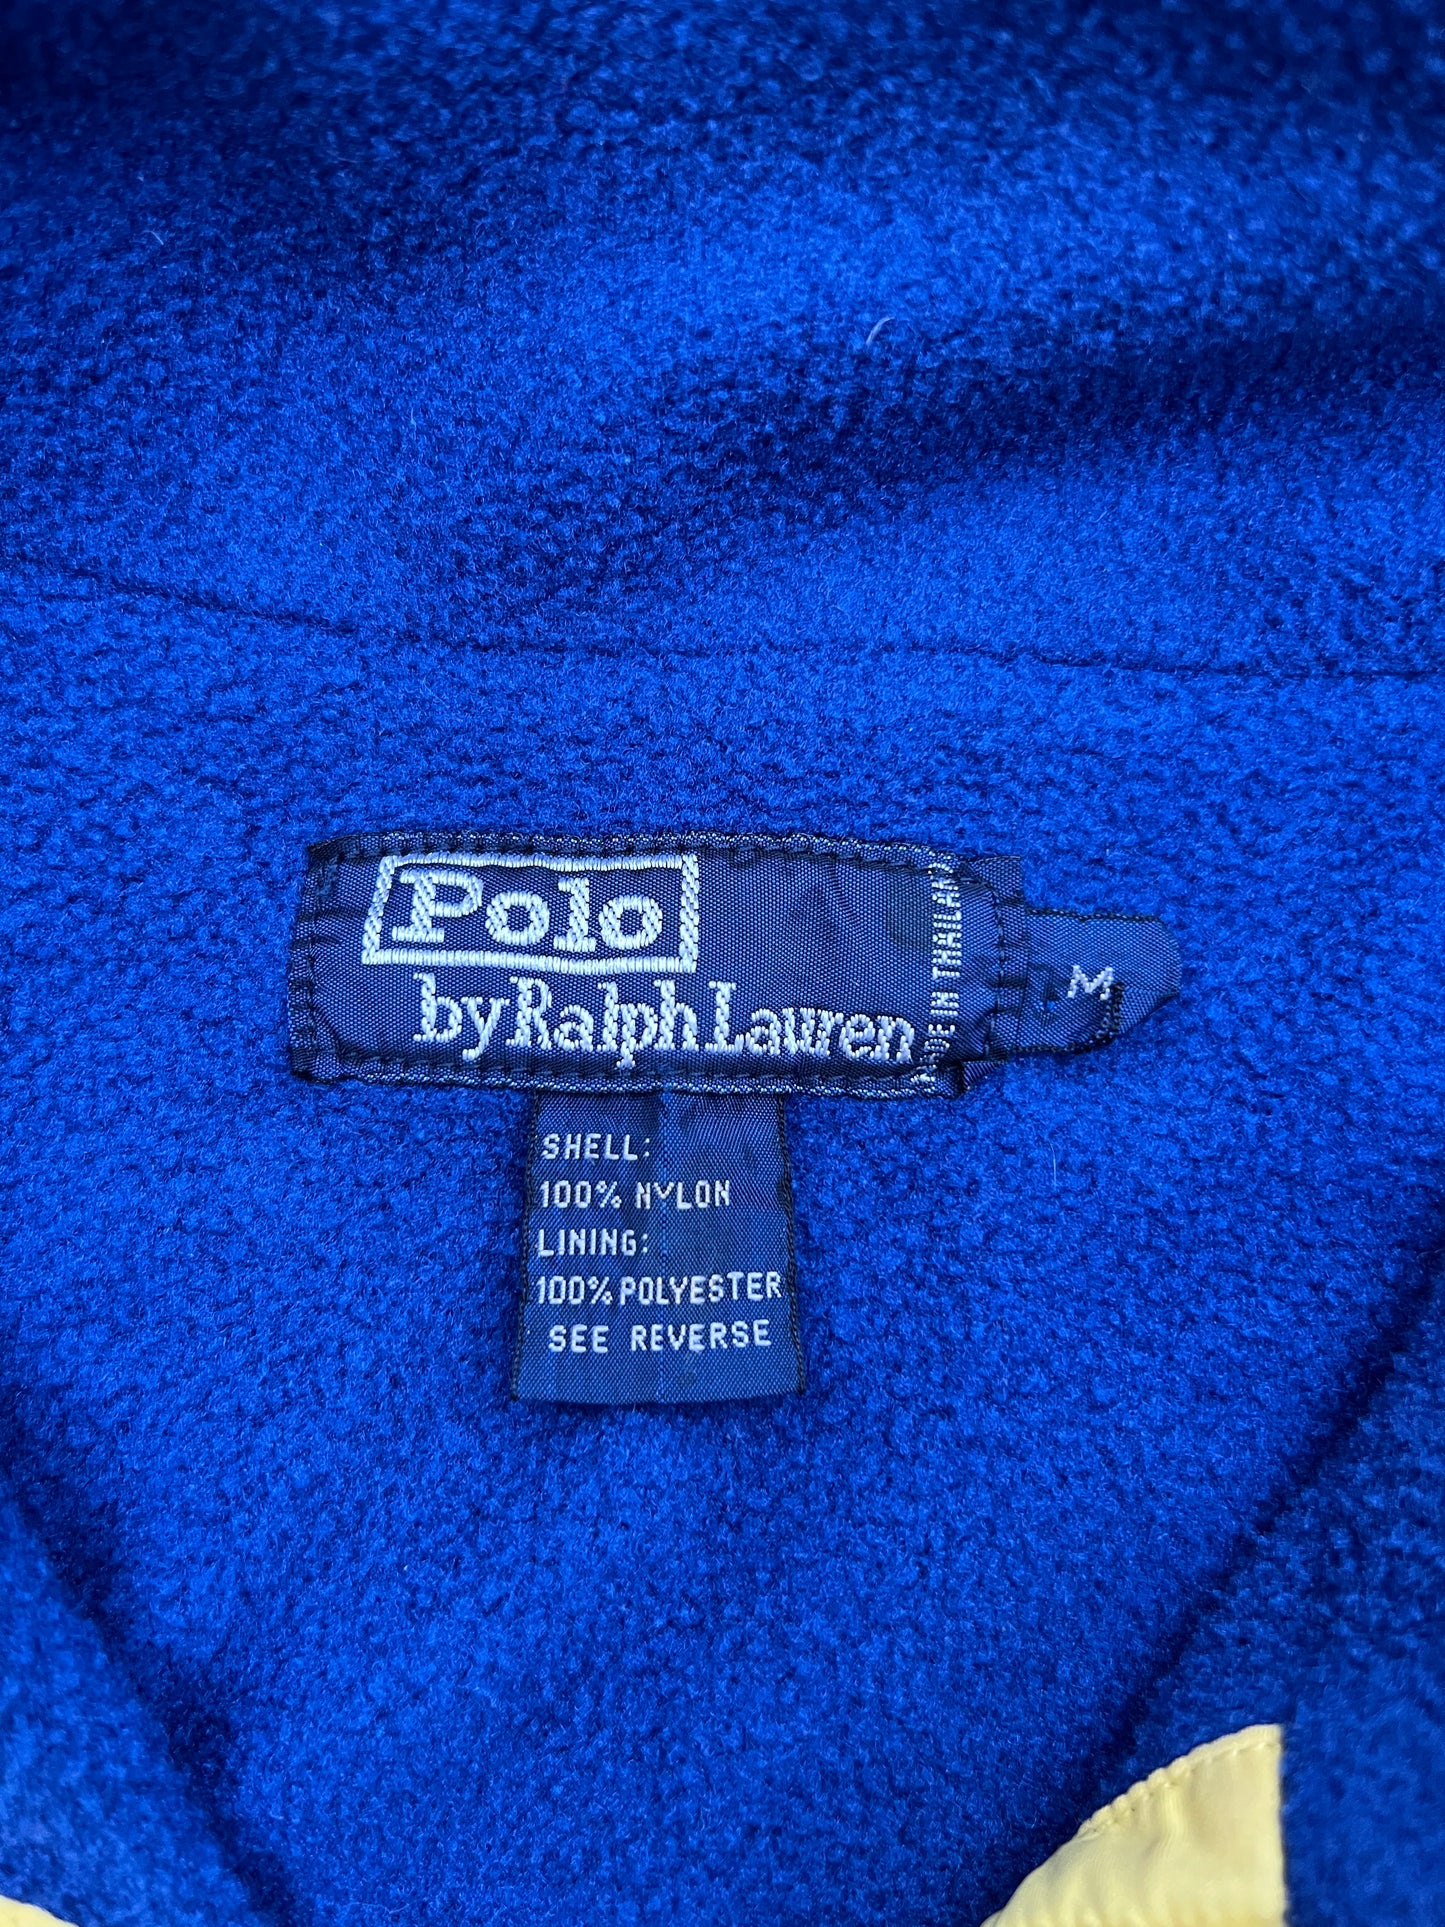 Polo
by Ralph Lauren
MADE IN THAILAND
M
SHELL:
100% NYLON
LINING:
100% POLYESTER
SEE REVERSE